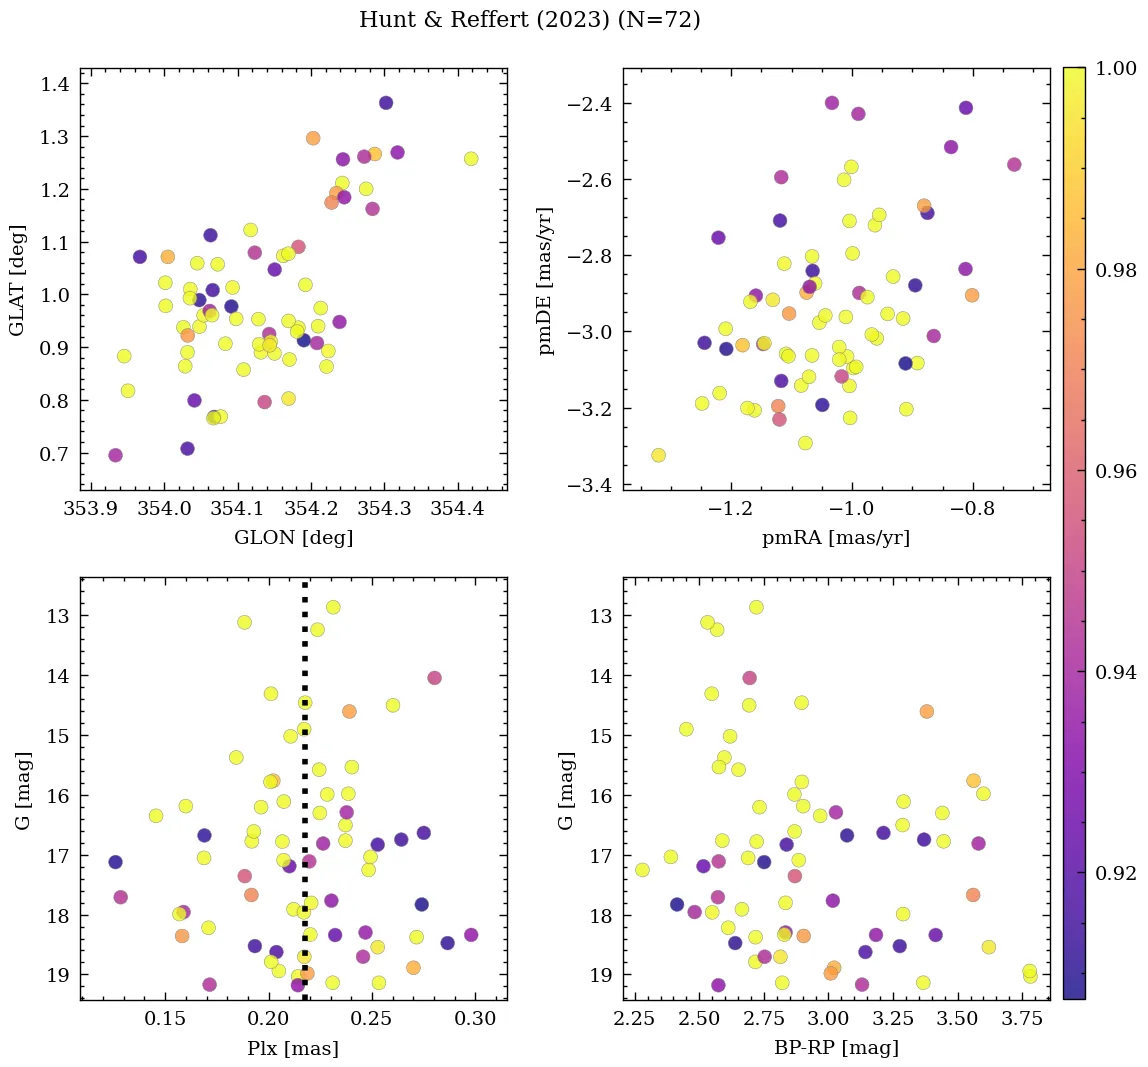 Hunt & Reffert (2023) (N=72)
1.4
1.3
1.2
1.1
1.0
0.9
0.8
0.7
GLAT [deg]
353.9 354.0 354.1 354.2 354.3 354.4
GLON [deg]
−2.4
−2.6
−2.8
−3.0
−3.2
−3.4
pmDE [mas/yr]
−1.2 −1.0 −0.8
pmRA [mas/yr]
1.00
0.98
0.96
0.94
0.92
13
14
15
16
17
18
19
G [mag]
0.15 0.20 0.25 0.30
Plx [mas]
13
14
15
16
17
18
19
G [mag]
2.25 2.50 2.75 3.00 3.25 3.50 3.75
BP-RP [mag]